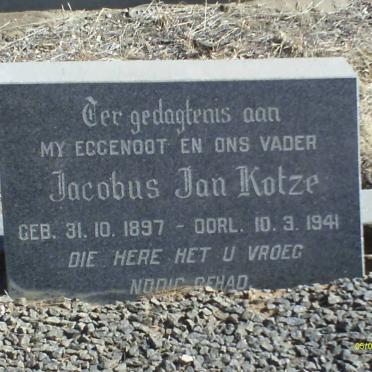 Ter gedagtenis aan
MY EGGENOOT EN ONS VADER
Jacobus Jan Kotze
GEB. 31. 10. 1897 - OORL. 10. 3. 1941
DIE HERE HET U VROEG
NODIG GEHAD.